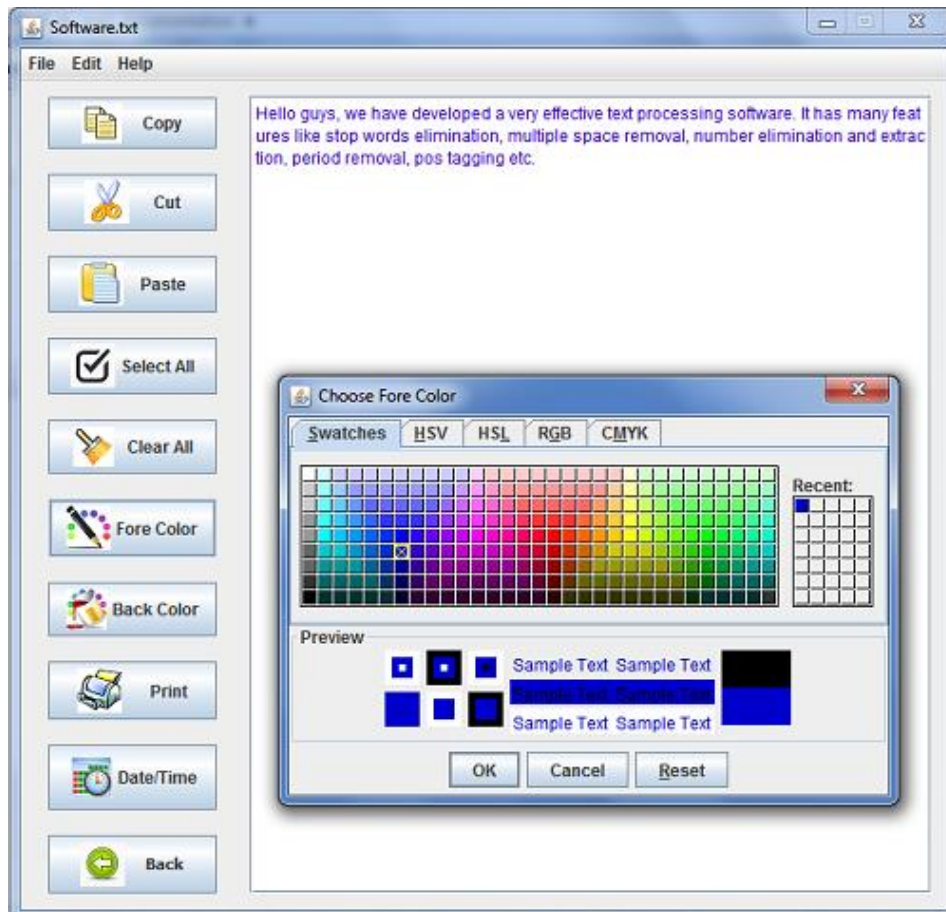 Software.txt
File Edit Help
Copy
Cut
Paste
Select All
Clear All
Fore Color
Back Color
Print
Date/Time
Back
Hello guys, we have developed a very effective text processing software. It has many feat
ures like stop words elimination, multiple space removal, number elimination and extrac
tion, period removal, pos tagging etc.
Choose Fore Color
Swatches HSV HSL RGB CMYK
Recent:
Preview
Sample Text Sample Text
Sample Text Sample Text
Sample Text Sample Text
OK Cancel Reset